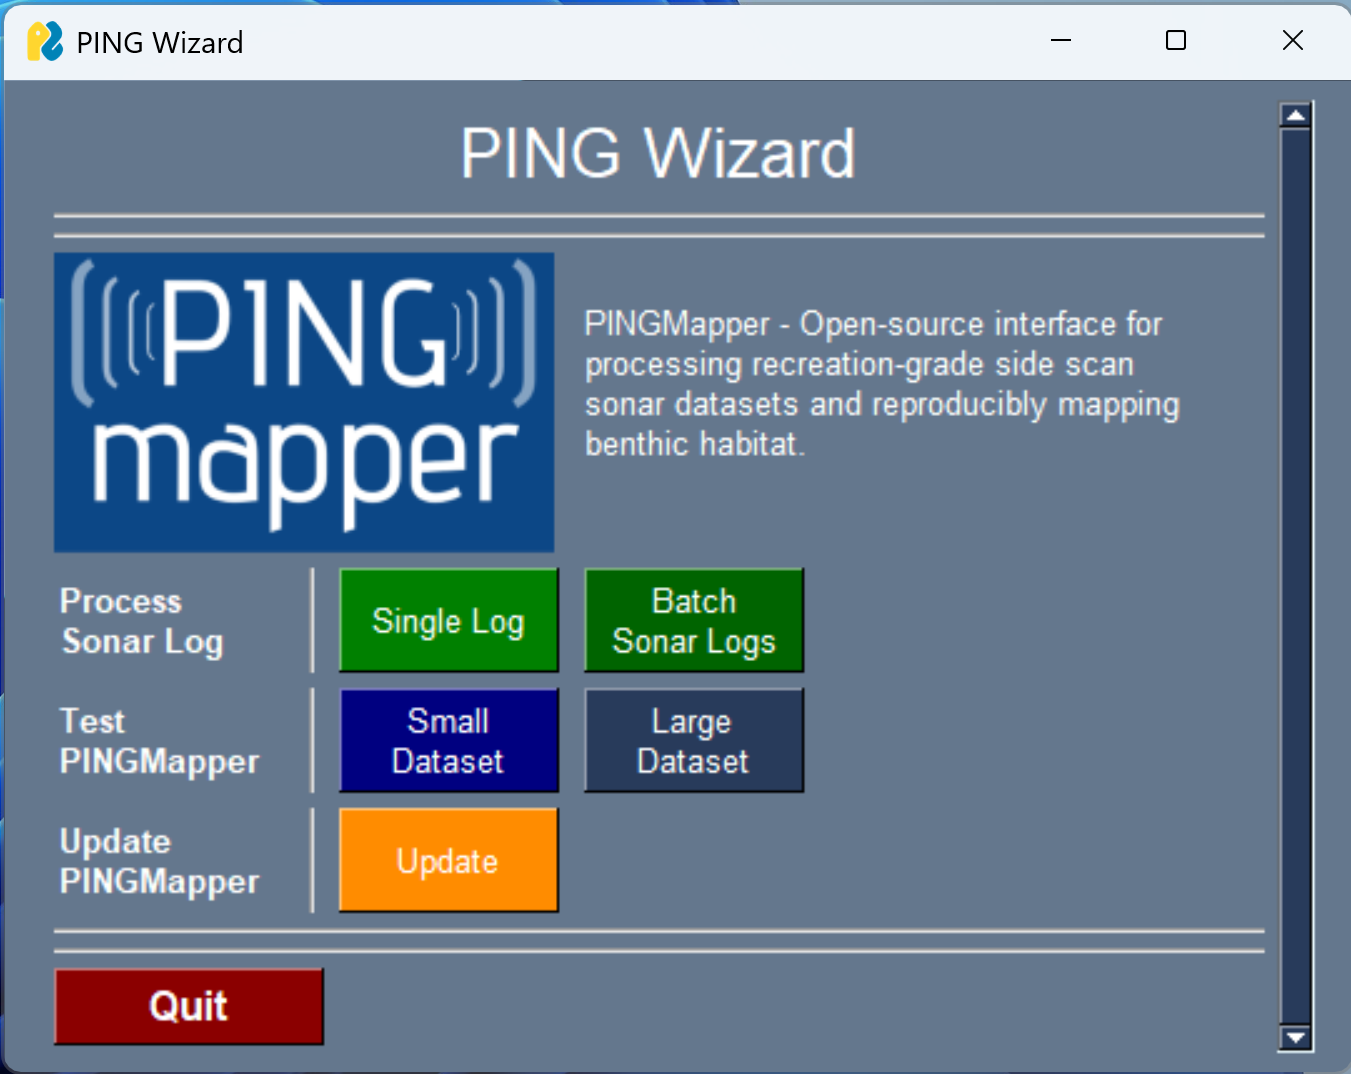 PING Wizard
PING Wizard
PING
mapper
PINGMapper - Open-source interface for
processing recreation-grade side scan
sonar datasets and reproducibly mapping
benthic habitat.
Process
Sonar Log
Single Log
Batch
Sonar Logs
Test
PINGMapper
Small
Dataset
Large
Dataset
Update
PINGMapper
Update
Quit